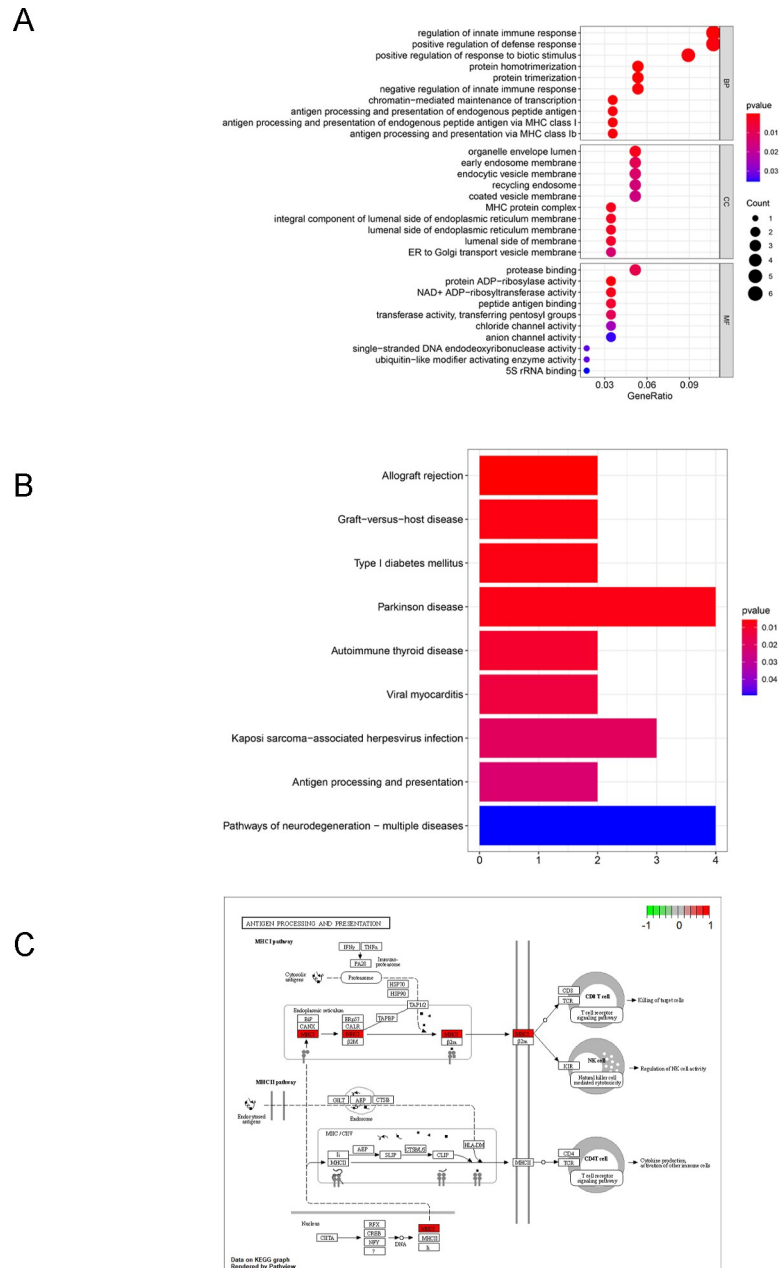 A
regulation of innate immune response
positive regulation of defense response
positive regulation of response to biotic stimulus
protein homotrimerization
protein trimerization
negative regulation of innate immune response
chromatin−mediated maintenance of transcription
antigen processing and presentation of endogenous peptide antigen
antigen processing and presentation of endogenous peptide antigen via MHC class I
antigen processing and presentation via MHC class Ib
BP
organelle envelope lumen
early endosome membrane
endocytic vesicle membrane
recycling endosome
coated vesicle membrane
MHC protein complex
integral component of lumenal side of endoplasmic reticulum membrane
lumenal side of endoplasmic reticulum membrane
lumenal side of membrane
ER to Golgi transport vesicle membrane
CC
protease binding
protein ADP−ribosylase activity
NAD+ ADP−ribosyltransferase activity
peptide antigen binding
transferase activity, transferring pentosyl groups
chloride channel activity
anion channel activity
single−stranded DNA endodeoxyribonuclease activity
ubiquitin−like modifier activating enzyme activity
5S rRNA binding
MF
0.03 0.06 0.09
GeneRatio
pvalue
0.01
0.02
0.03
Count
1
2
3
4
5
6
B
Allograft rejection
Graft−versus−host disease
Type I diabetes mellitus
Parkinson disease
Autoimmune thyroid disease
Viral myocarditis
Kaposi sarcoma−associated herpesvirus infection
Antigen processing and presentation
Pathways of neurodegeneration − multiple diseases
0 1 2 3 4
pvalue
0.01
0.02
0.03
0.04
C
ANTIGEN PROCESSING AND PRESENTATION
-1 0 1
MHC I pathway
IFNγ TNFα
PA28
Immuno-
proteasome
Cytosolic
antigen
Proteasome
HSP70
HSP90
TAP1/2
Endoplasmic reticulum
BiP
CANX
MHCI
ERp57
CALR
MHCI
β2M
TAPBP
MHCI
β2m
MHCI
β2m
CD8
TCR
CD8 T cell
T cell receptor
signaling pathway
Killing of target cells
KIR
NK cell
Natural killer cell
mediated cytotoxicity
Regulation of NK cell activity
MHCII pathway
Endocytosed
antigen
GILT AEP CTSB
Endosome
MHC / CIIV
Ii
MHCII
AEP
SLIP
CTSB/L/S
CLIP
HLA-DM
MHCII
CD4
TCR
CD4T cell
T cell receptor
signaling pathway
Cytokine production,
activation of other immune cells
Nucleus
CIITA
RFX
CREB
NFY
?
DNA
MHCI
MHCII
Ii
Data on KEGG graph
Rendered by Pathview